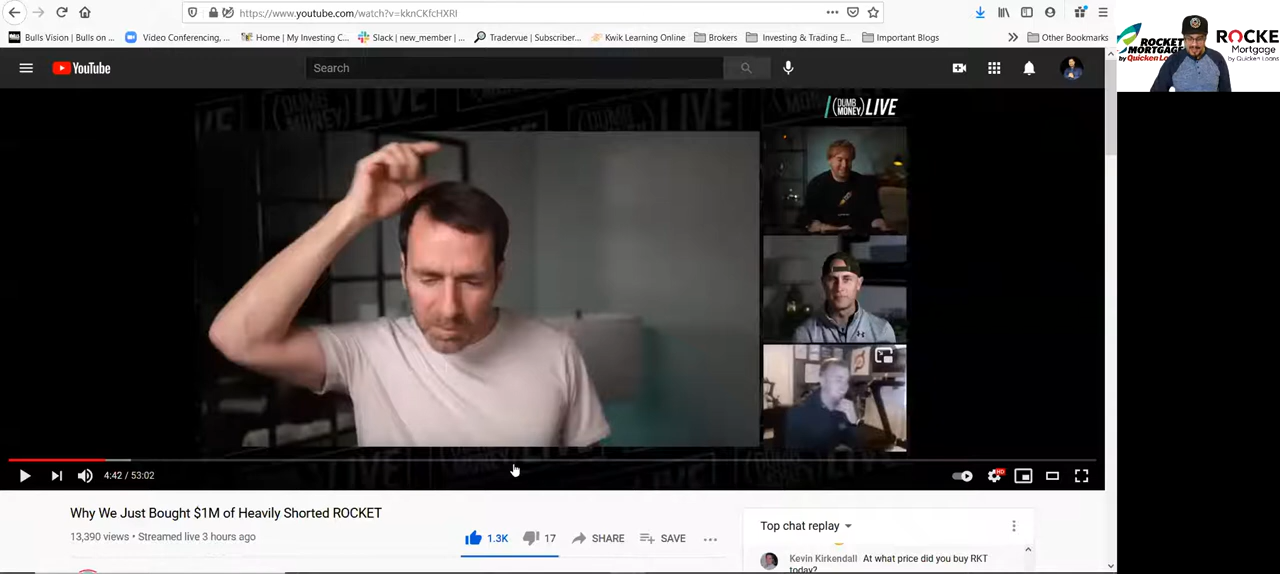 https://www.youtube.com/watch?v=kknCKfcHXRI
Bulls Vision | Bulls on ...
Video Conferencing, ...
Home | My Investing C...
Slack | new_member | ...
Tradervue | Subscriber...
Kwik Learning Online
Brokers
Investing & Trading E...
Important Blogs
Other Bookmarks
ROCKET
MORTGAGE
by Quicken Lo
ROCKE
Mortgage
by Quicken Loans
YouTube
Search
(DUMB MONEY) LIVE
4:42 / 53:02
HD
Why We Just Bought $1M of Heavily Shorted ROCKET
13,390 views • Streamed live 3 hours ago
1.3K
17
SHARE
SAVE
Top chat replay
Kevin Kirkendall At what price did you buy RKT
today?